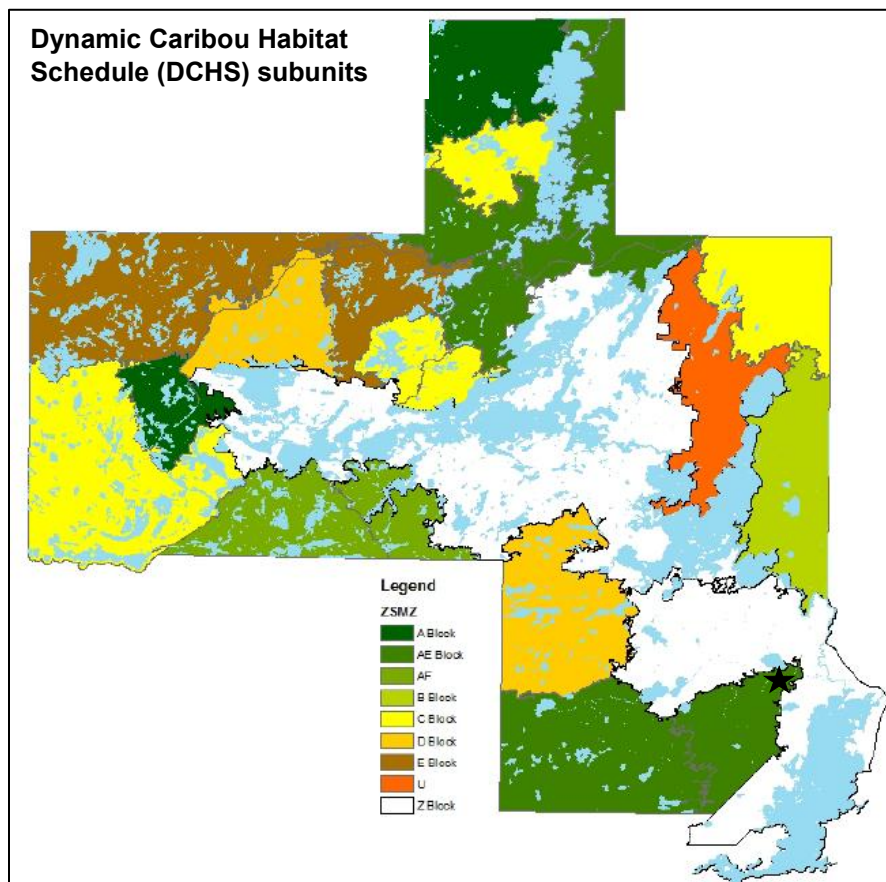 Dynamic Caribou Habitat
Schedule (DCHS) subunits
Legend
ZSMZ
A Block
AE Block
AF
B Block
C Block
D Block
E Block
U
Z Block